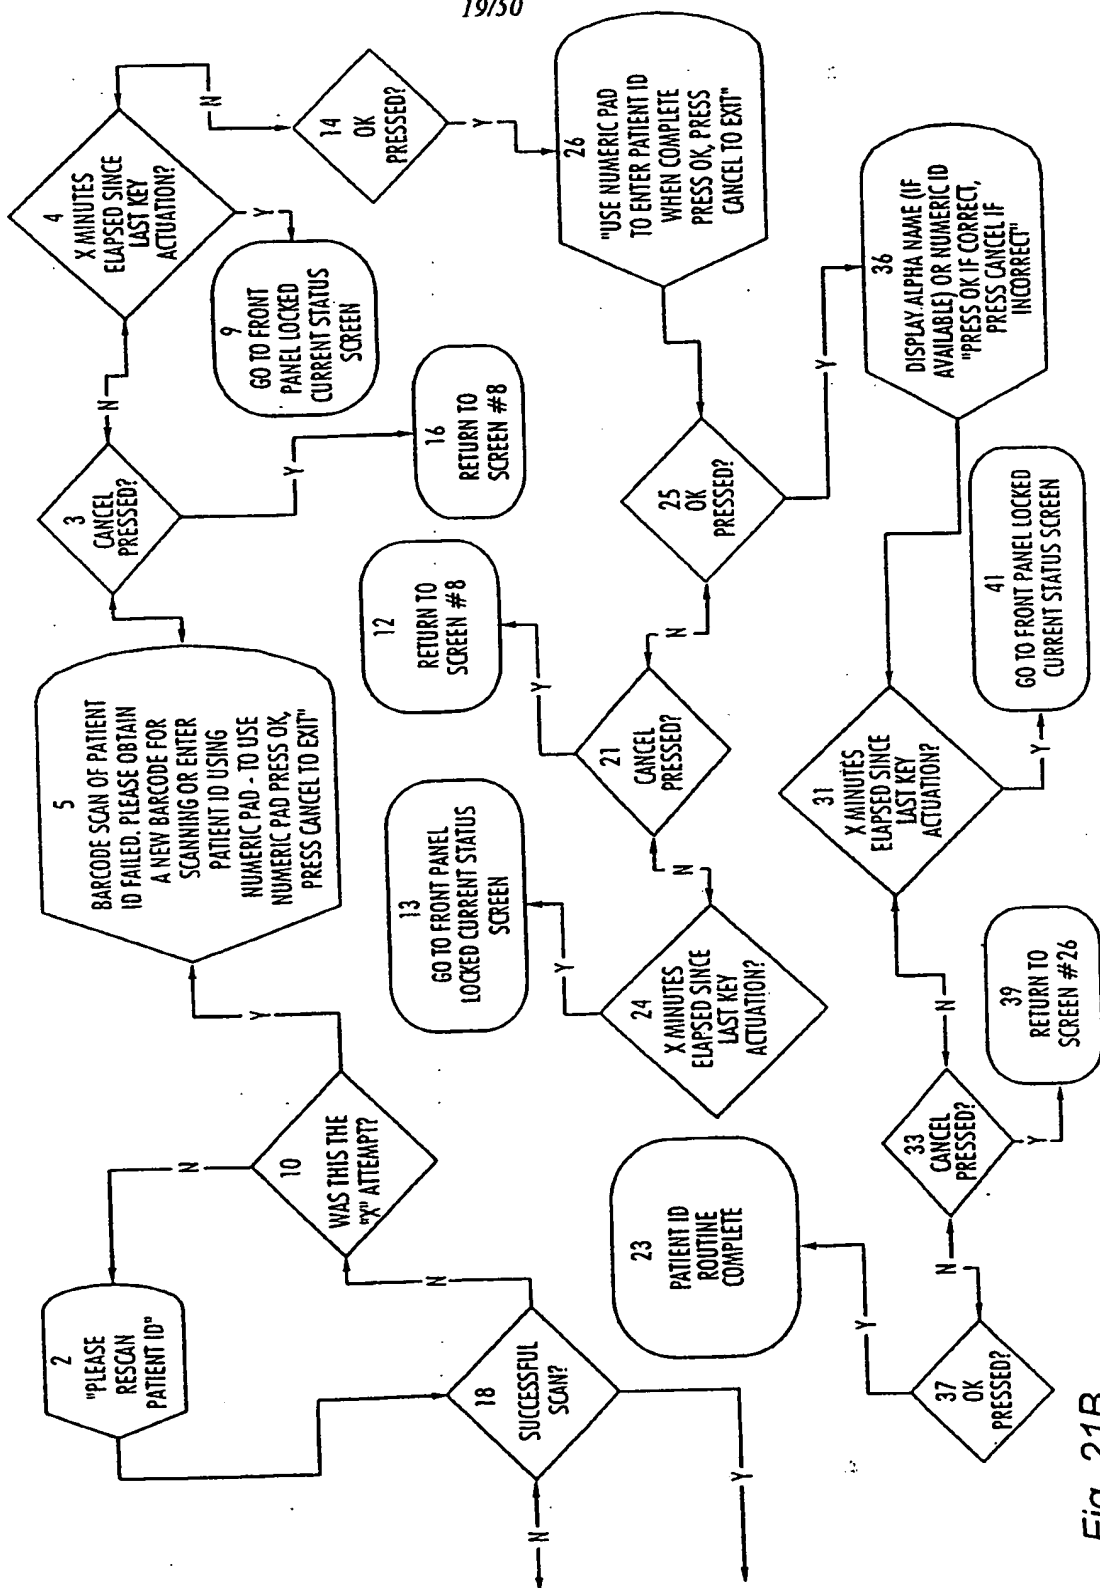 19/50
2
"PLEASE
RESCAN
PATIENT ID"
N
10
WAS THIS THE
"X" ATTEMPT?
Y
5
BARCODE SCAN OF PATIENT
ID FAILED. PLEASE OBTAIN
A NEW BARCODE FOR
SCANNING OR ENTER
PATIENT ID USING
NUMERIC PAD - TO USE
NUMERIC PAD PRESS OK,
PRESS CANCEL TO EXIT"
3
CANCEL
PRESSED?
N
Y
4
X MINUTES
ELAPSED SINCE
LAST KEY
ACTUATION?
Y
N
9
GO TO FRONT
PANEL LOCKED
CURRENT STATUS
SCREEN
16
RETURN TO
SCREEN #8
14
OK
PRESSED?
Y
18
SUCCESSFUL
SCAN?
N
N
Y
13
GO TO FRONT PANEL
LOCKED CURRENT STATUS
SCREEN
Y
12
RETURN TO
SCREEN #8
Y
24
X MINUTES
ELAPSED SINCE
LAST KEY
ACTUATION?
N
21
CANCEL
PRESSED?
N
25
OK
PRESSED?
Y
26
"USE NUMERIC PAD
TO ENTER PATIENT ID
WHEN COMPLETE
PRESS OK, PRESS
CANCEL TO EXIT"
23
PATIENT ID
ROUTINE
COMPLETE
Y
37
OK
PRESSED?
N
33
CANCEL
PRESSED?
Y
N
39
RETURN TO
SCREEN #26
31
X MINUTES
ELAPSED SINCE
LAST KEY
ACTUATION?
Y
41
GO TO FRONT PANEL LOCKED
CURRENT STATUS SCREEN
36
DISPLAY ALPHA NAME (IF
AVAILABLE) OR NUMERIC ID
"PRESS OK IF CORRECT,
PRESS CANCEL IF
INCORRECT"
Fig. 21B